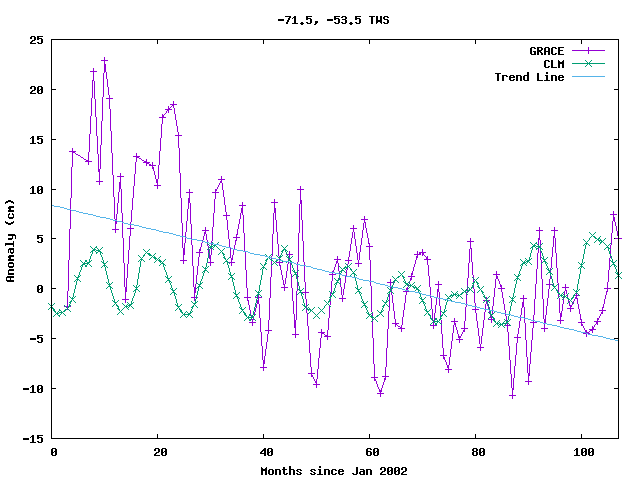 -71.5, -53.5 TWS
GRACE
CLM
Trend Line
25
20
15
10
5
0
-5
-10
-15
Anomaly (cm)
0 20 40 60 80 100
Months since Jan 2002